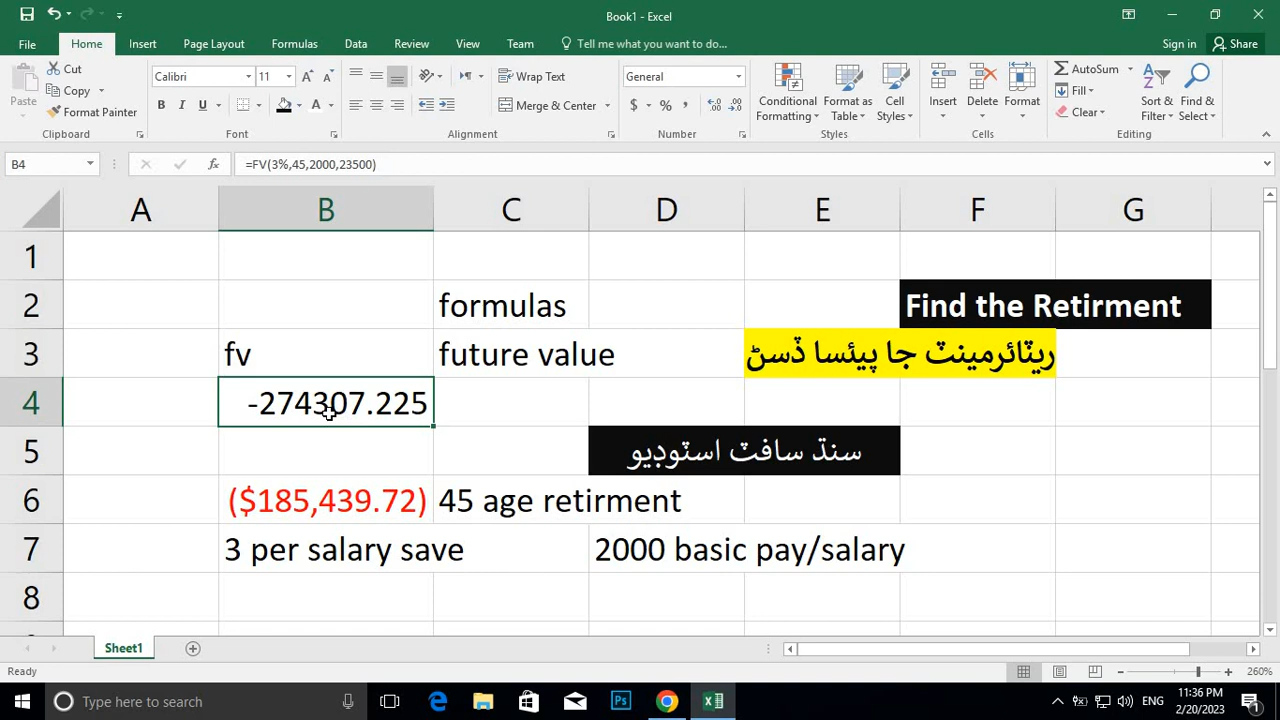 Book1 - Excel
File Home Insert Page Layout Formulas Data Review View Team Tell me what you want to do... Sign in Share
Paste Cut Copy Format Painter
Calibri 11
B I U A
Wrap Text
Merge & Center
General
$ % ,
Conditional Formatting Format as Table Cell Styles
Insert Delete Format
AutoSum Fill Clear
Sort & Filter Find & Select
Clipboard Font Alignment Number Styles Cells Editing
B4 fx =FV(3%,45,2000,23500)
A B C D E F G
1
2 formulas Find the Retirment
3 fv future value ريٽائرمينٽ جا پيئسا ڏسڻ
4 -274307.225
5 سنڌ سافٽ اسٽوڊيو
6 ($185,439.72) 45 age retirment
7 3 per salary save 2000 basic pay/salary
8
Sheet1
Ready 260%
Type here to search
ENG
11:36 PM
2/20/2023